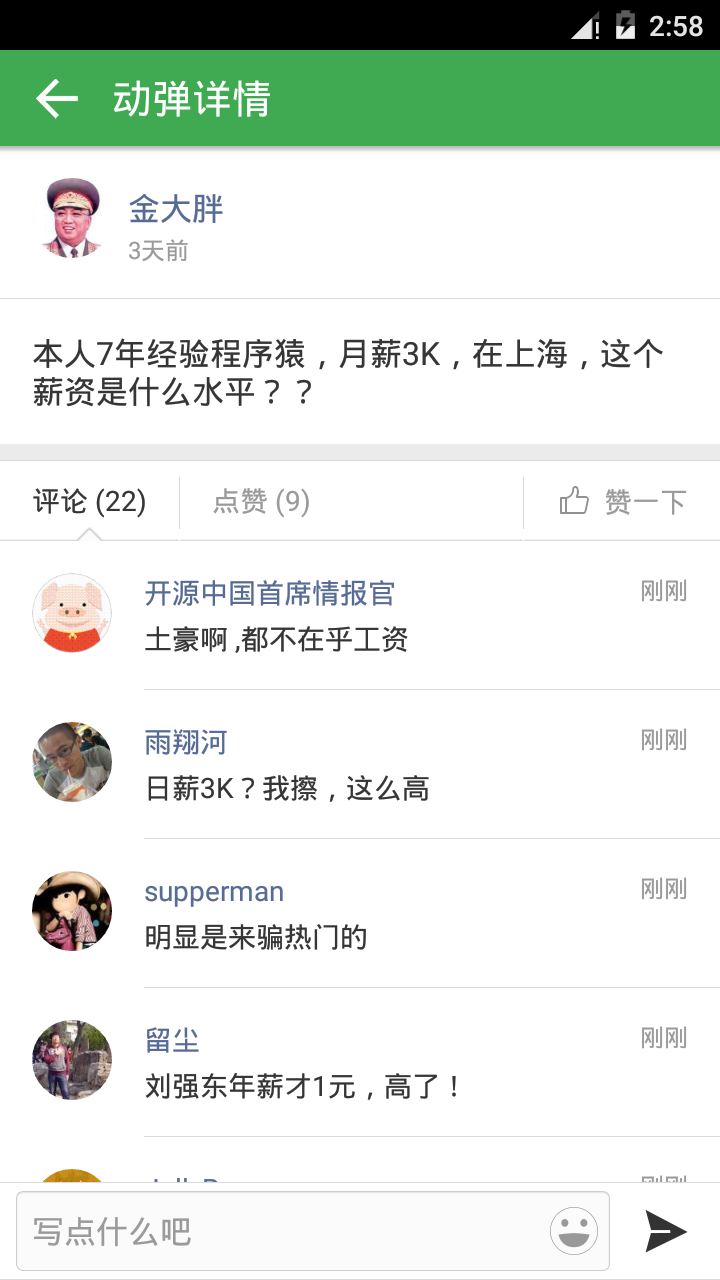 2:58
动弹详情
金大胖
3天前
本人7年经验程序猿，月薪3K，在上海，这个
薪资是什么水平？？
评论 (22)
点赞 (9)
赞一下
开源中国首席情报官
刚刚
土豪啊 ,都不在乎工资
雨翔河
刚刚
日薪3K？我擦，这么高
supperman
刚刚
明显是来骗热门的
留尘
刚刚
刘强东年薪才1元，高了！
刚刚
写点什么吧